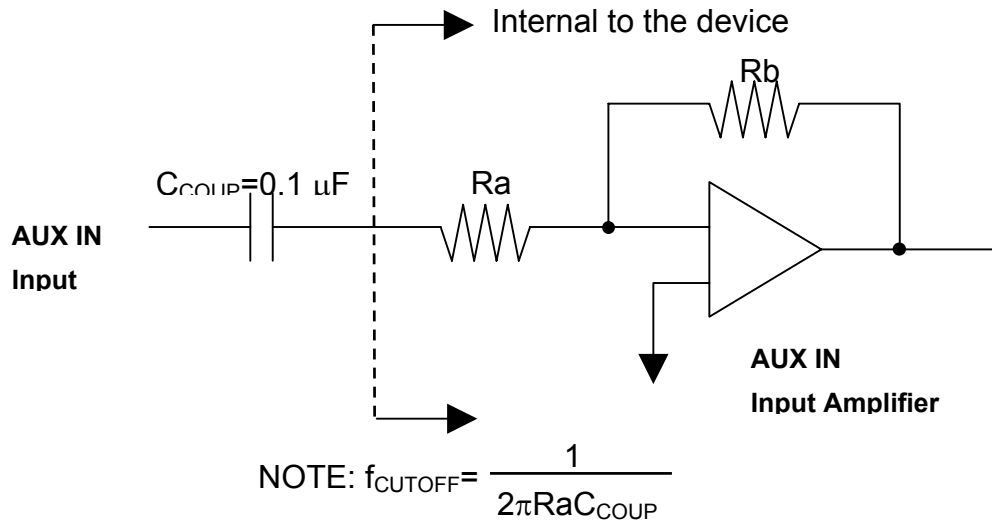 Internal to the device
Rb
C_COUP=0.1 μF
Ra
AUX IN
Input
AUX IN
Input Amplifier
NOTE: f_CUTOFF= 1
2πRaC_COUP